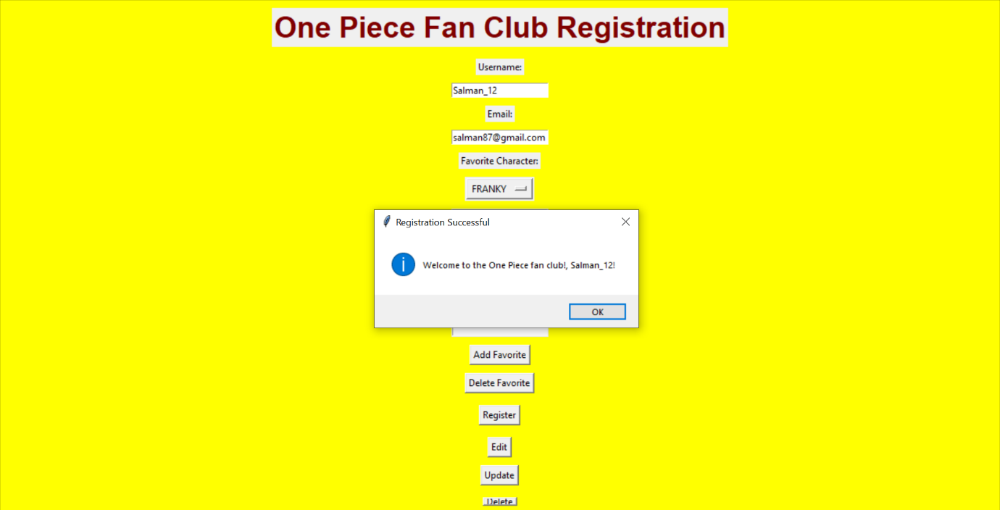 One Piece Fan Club Registration
Username:
Salman_12
Email:
salman87@gmail.com
Favorite Character:
FRANKY
Registration Successful
Welcome to the One Piece fan club!, Salman_12!
OK
Add Favorite
Delete Favorite
Register
Edit
Update
Delete